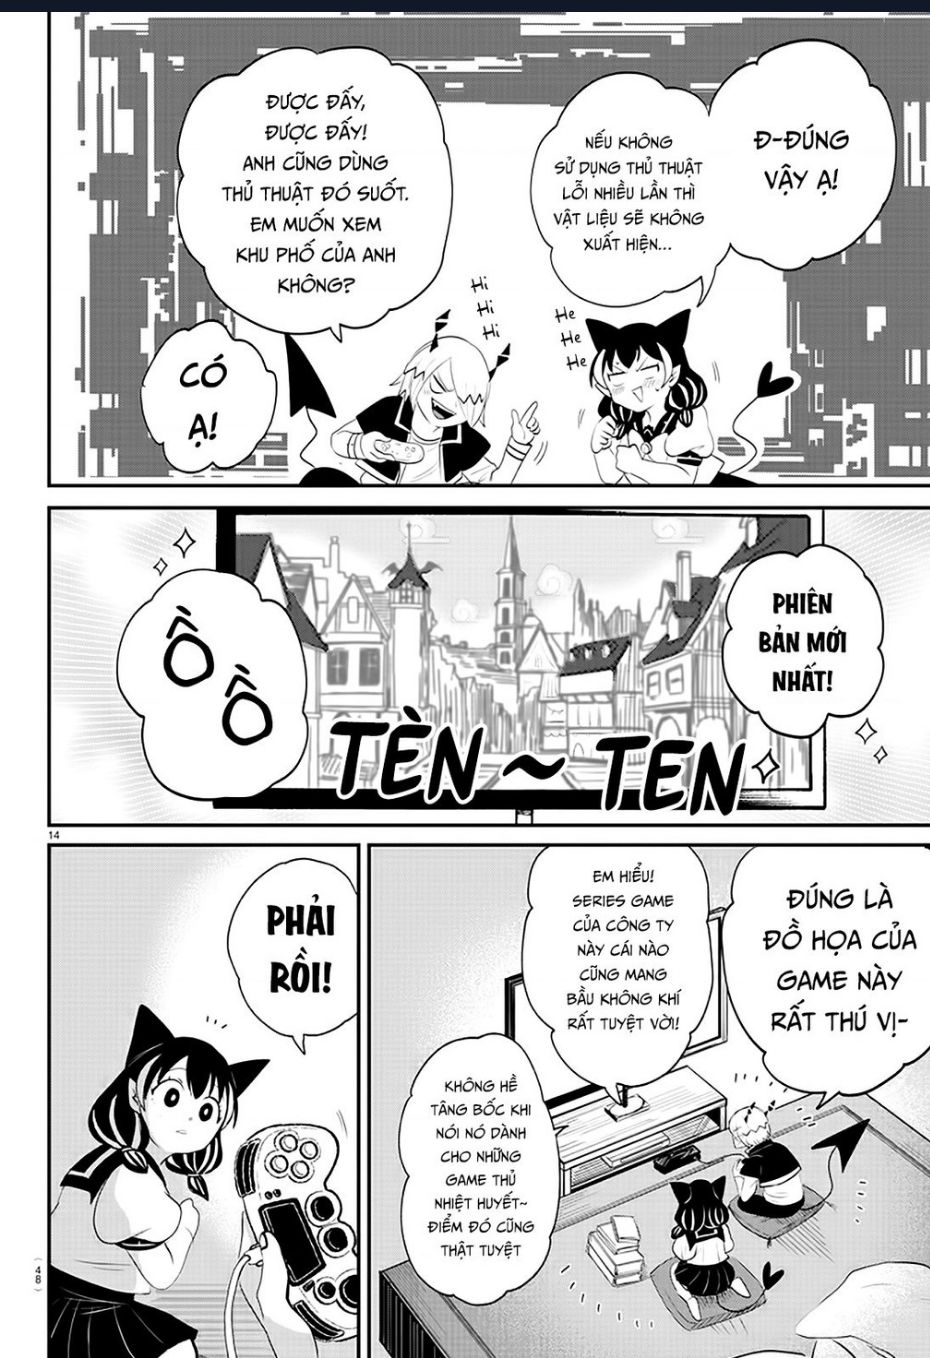 Đ-ĐÚNG
VẬY Ạ!
NẾU KHÔNG
SỬ DỤNG THỦ THUẬT
LỖI NHIỀU LẦN THÌ
VẬT LIỆU SẼ KHÔNG
XUẤT HIỆN...
ĐƯỢC ĐẤY,
ĐƯỢC ĐẤY!
ANH CŨNG DÙNG
THỦ THUẬT ĐÓ SUỐT.
EM MUỐN XEM
KHU PHỐ CỦA ANH
KHÔNG?
Hi
Hi
Hi
He
He
He
CÓ
Ạ!
PHIÊN
BẢN MỚI
NHẤT!
Ồ
Ồ
TÈN ~ TEN
14
ĐÚNG LÀ
ĐỒ HỌA CỦA
GAME NÀY
RẤT THÚ VỊ~
EM HIỂU!
SERIES GAME
CỦA CÔNG TY
NÀY CÁI NÀO
CŨNG MANG
BẦU KHÔNG KHÍ
RẤT TUYỆT VỜI!
KHÔNG HỀ
TÂNG BỐC KHI
NÓI NÓ DÀNH
CHO NHỮNG
GAME THỦ
NHIỆT HUYẾT~
ĐIỂM ĐÓ CŨNG
THẬT TUYỆT
PHẢI
RỒI!
(48)